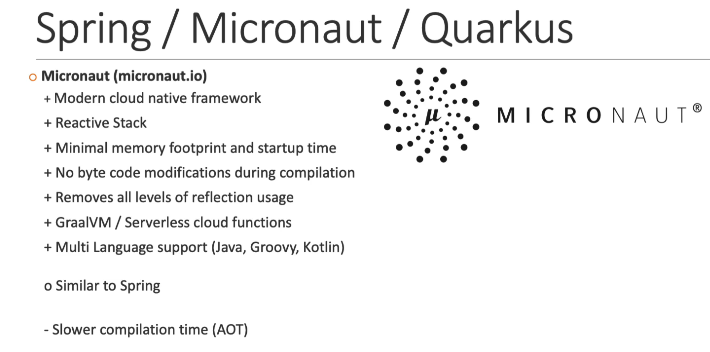 Spring / Micronaut / Quarkus
o Micronaut (micronaut.io)
+ Modern cloud native framework
+ Reactive Stack
+ Minimal memory footprint and startup time
+ No byte code modifications during compilation
+ Removes all levels of reflection usage
+ GraalVM / Serverless cloud functions
+ Multi Language support (Java, Groovy, Kotlin)
o Similar to Spring
- Slower compilation time (AOT)
μ MICRONAUT®